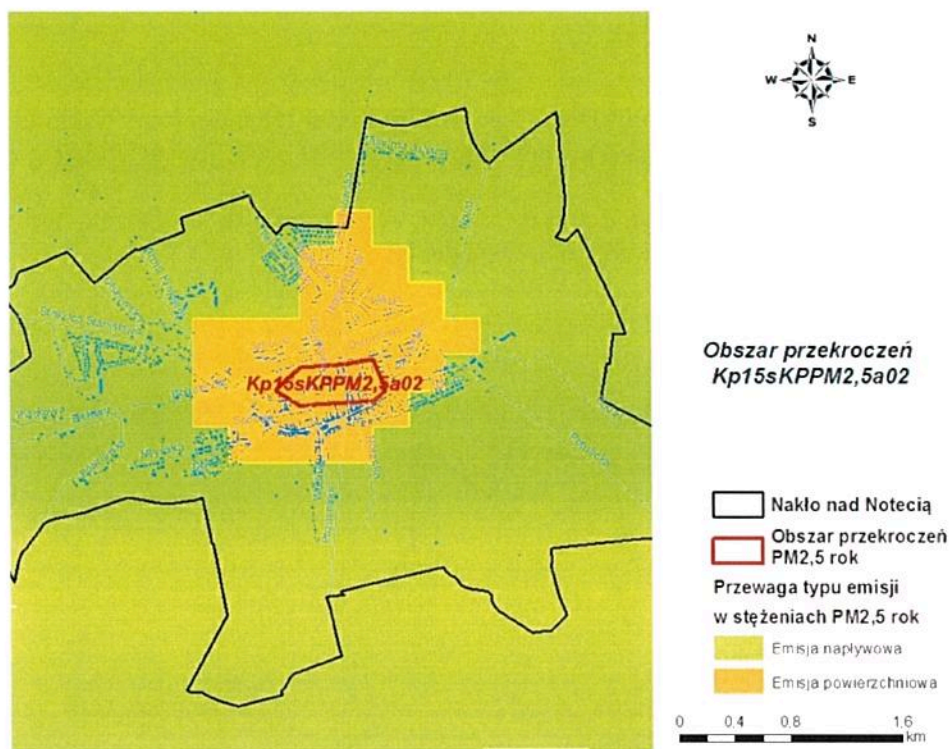 N
W E
S
Kp15sKPPM2,5a02
Obszar przekroczeń
Kp15sKPPM2,5a02
Nakło nad Notecią
Obszar przekroczeń
PM2,5 rok
Przewaga typu emisji
w stężeniach PM2,5 rok
Emisja napływowa
Emisja powierzchniowa
0 0.4 0.8 1.6
km